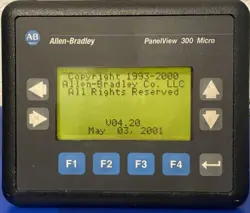 AB
Allen-Bradley
PanelView 300 Micro
Copyright 1993-2000
Allen-Bradley Co. LLC
All Rights Reserved
V04.20
May 03, 2001
F1
F2
F3
F4